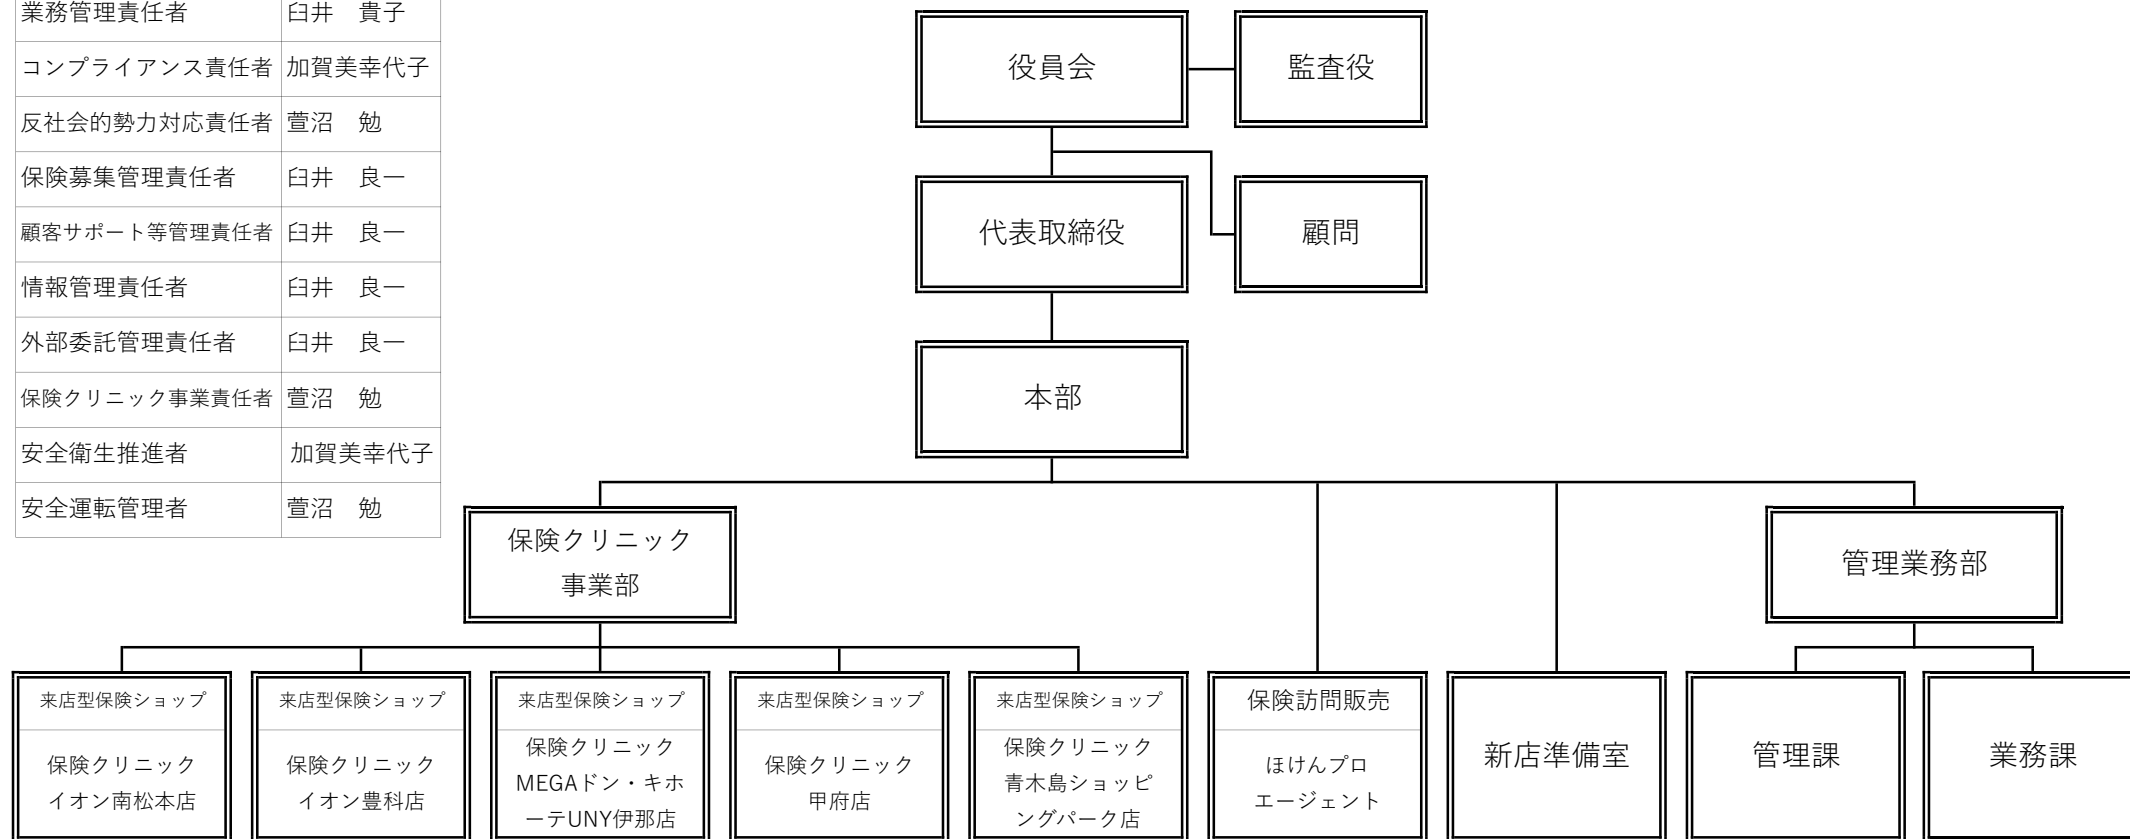 業務管理責任者 臼井　貴子
コンプライアンス責任者 加賀美幸代子
反社会的勢力対応責任者 萱沼　勉
保険募集管理責任者 臼井　良一
顧客サポート等管理責任者 臼井　良一
情報管理責任者 臼井　良一
外部委託管理責任者 臼井　良一
保険クリニック事業責任者 萱沼　勉
安全衛生推進者 加賀美幸代子
安全運転管理者 萱沼　勉
役員会
監査役
代表取締役
顧問
本部
保険クリニック
事業部
管理業務部
来店型保険ショップ
保険クリニック
イオン南松本店
来店型保険ショップ
保険クリニック
イオン豊科店
来店型保険ショップ
保険クリニック
MEGAドン・キホ
ーテUNY伊那店
来店型保険ショップ
保険クリニック
甲府店
来店型保険ショップ
保険クリニック
青木島ショッピ
ングパーク店
保険訪問販売
ほけんプロ
エージェント
新店準備室
管理課
業務課